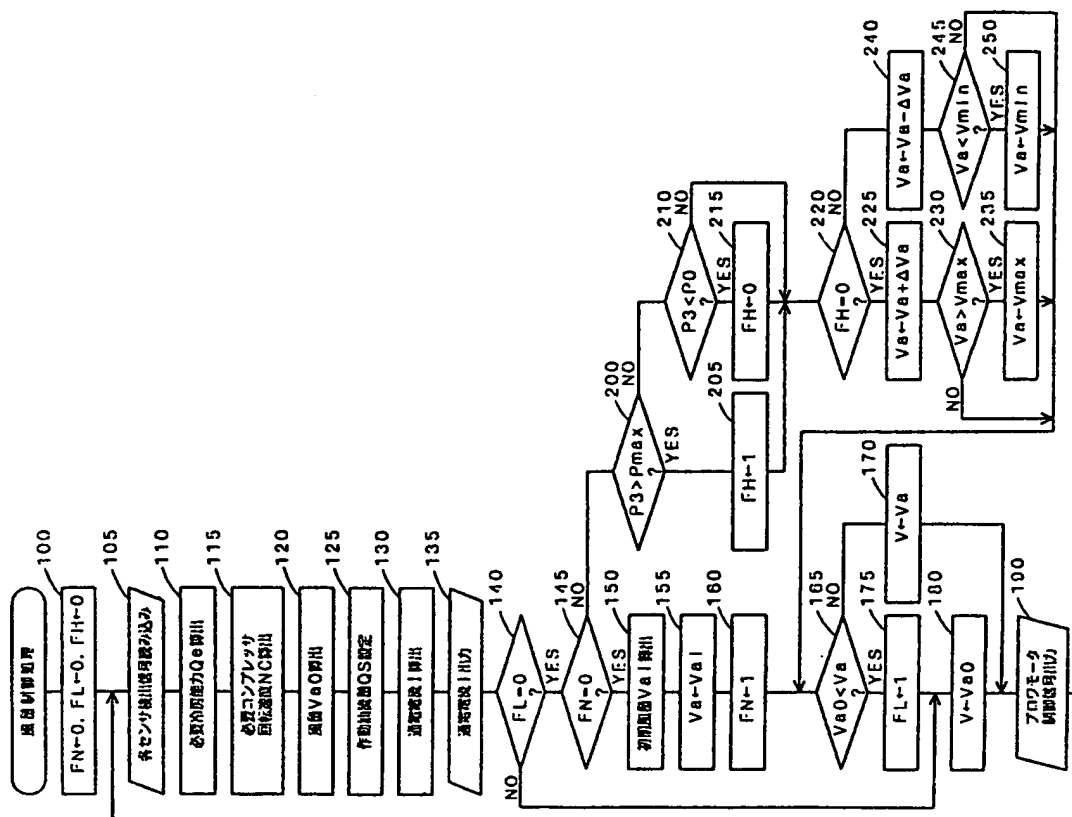 風量制御処理
100
FN←0, FL←0, FH←0
105
各センサ検出信号読み込み
110
必要冷房能力Qe算出
115
必要コンプレッサ
回転速度NC算出
120
風量Va0算出
125
作動油流量QS設定
130
通電電流I算出
135
通電電流I出力
140
FL=0
?
NO
YES
145
FN=0
?
NO
YES
150
初期風量VaI算出
155
Va←VaI
160
FN←1
165
Va0<Va
?
NO
YES
170
V←Va
175
FL←1
180
V←Va0
190
ブロワモータ
制御信号出力
200
P3>Pmax
?
NO
YES
205
FH←1
210
P3<P0
?
NO
YES
215
FH←0
220
FH=0
?
NO
YES
225
Va←Va+ΔVa
230
Va>Vmax
?
NO
YES
235
Va←Vmax
240
Va←Va-ΔVa
245
Va<Vmin
?
NO
YES
250
Va←Vmin